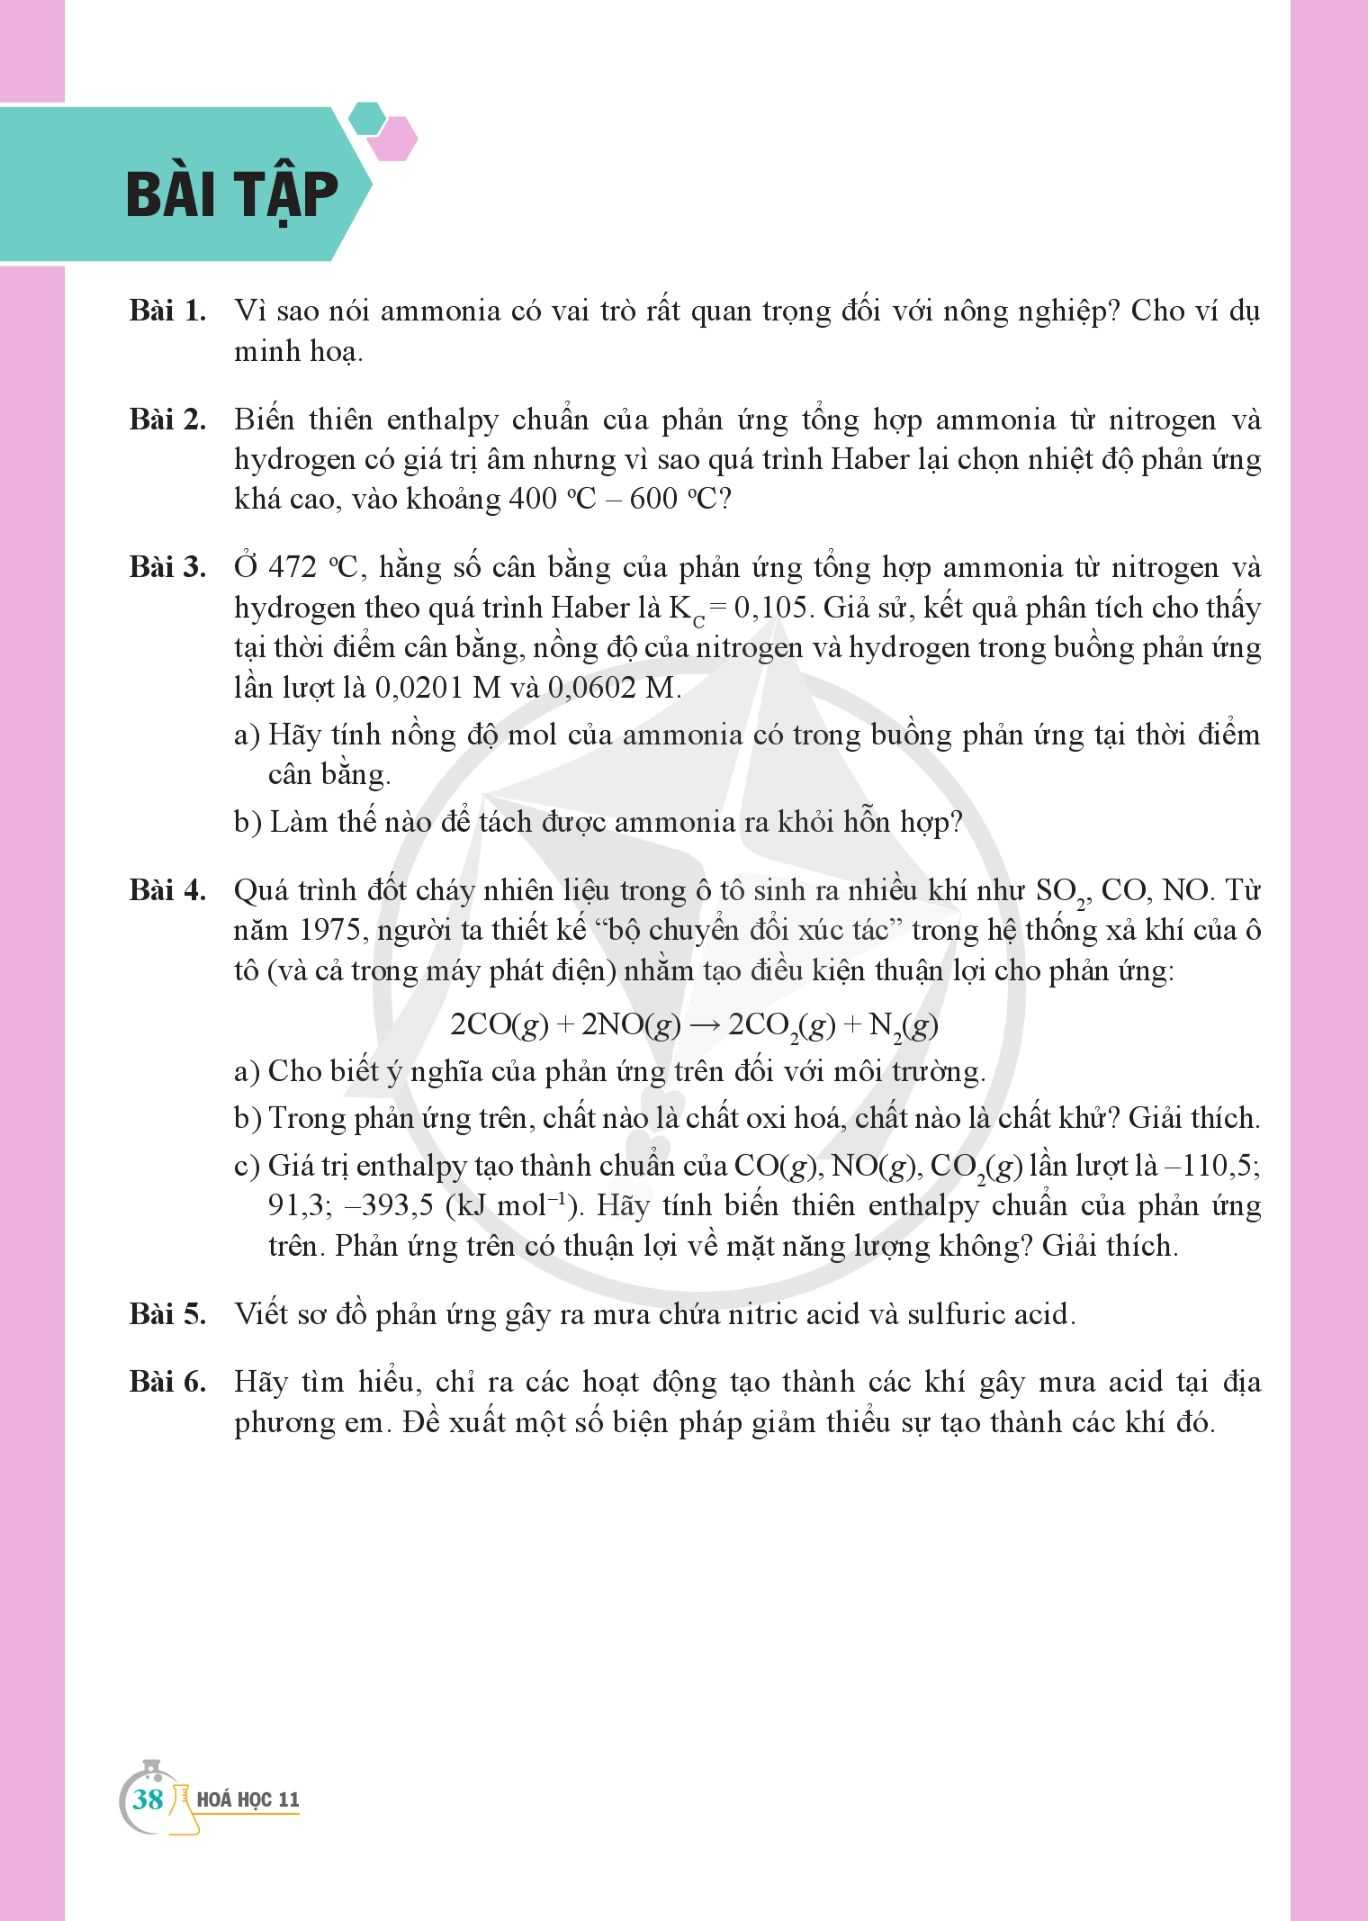 BÀI TẬP
Bài 1. Vì sao nói ammonia có vai trò rất quan trọng đối với nông nghiệp? Cho ví dụ
minh hoạ.
Bài 2. Biến thiên enthalpy chuẩn của phản ứng tổng hợp ammonia từ nitrogen và
hydrogen có giá trị âm nhưng vì sao quá trình Haber lại chọn nhiệt độ phản ứng
khá cao, vào khoảng 400 °C – 600 °C?
Bài 3. Ở 472 °C, hằng số cân bằng của phản ứng tổng hợp ammonia từ nitrogen và
hydrogen theo quá trình Haber là K_C = 0,105. Giả sử, kết quả phân tích cho thấy
tại thời điểm cân bằng, nồng độ của nitrogen và hydrogen trong buồng phản ứng
lần lượt là 0,0201 M và 0,0602 M.
a) Hãy tính nồng độ mol của ammonia có trong buồng phản ứng tại thời điểm
cân bằng.
b) Làm thế nào để tách được ammonia ra khỏi hỗn hợp?
Bài 4. Quá trình đốt cháy nhiên liệu trong ô tô sinh ra nhiều khí như SO₂, CO, NO. Từ
năm 1975, người ta thiết kế “bộ chuyển đổi xúc tác” trong hệ thống xả khí của ô
tô (và cả trong máy phát điện) nhằm tạo điều kiện thuận lợi cho phản ứng:
2CO(g) + 2NO(g) → 2CO₂(g) + N₂(g)
a) Cho biết ý nghĩa của phản ứng trên đối với môi trường.
b) Trong phản ứng trên, chất nào là chất oxi hoá, chất nào là chất khử? Giải thích.
c) Giá trị enthalpy tạo thành chuẩn của CO(g), NO(g), CO₂(g) lần lượt là –110,5;
91,3; –393,5 (kJ mol⁻¹). Hãy tính biến thiên enthalpy chuẩn của phản ứng
trên. Phản ứng trên có thuận lợi về mặt năng lượng không? Giải thích.
Bài 5. Viết sơ đồ phản ứng gây ra mưa chứa nitric acid và sulfuric acid.
Bài 6. Hãy tìm hiểu, chỉ ra các hoạt động tạo thành các khí gây mưa acid tại địa
phương em. Đề xuất một số biện pháp giảm thiểu sự tạo thành các khí đó.
38 HOÁ HỌC 11